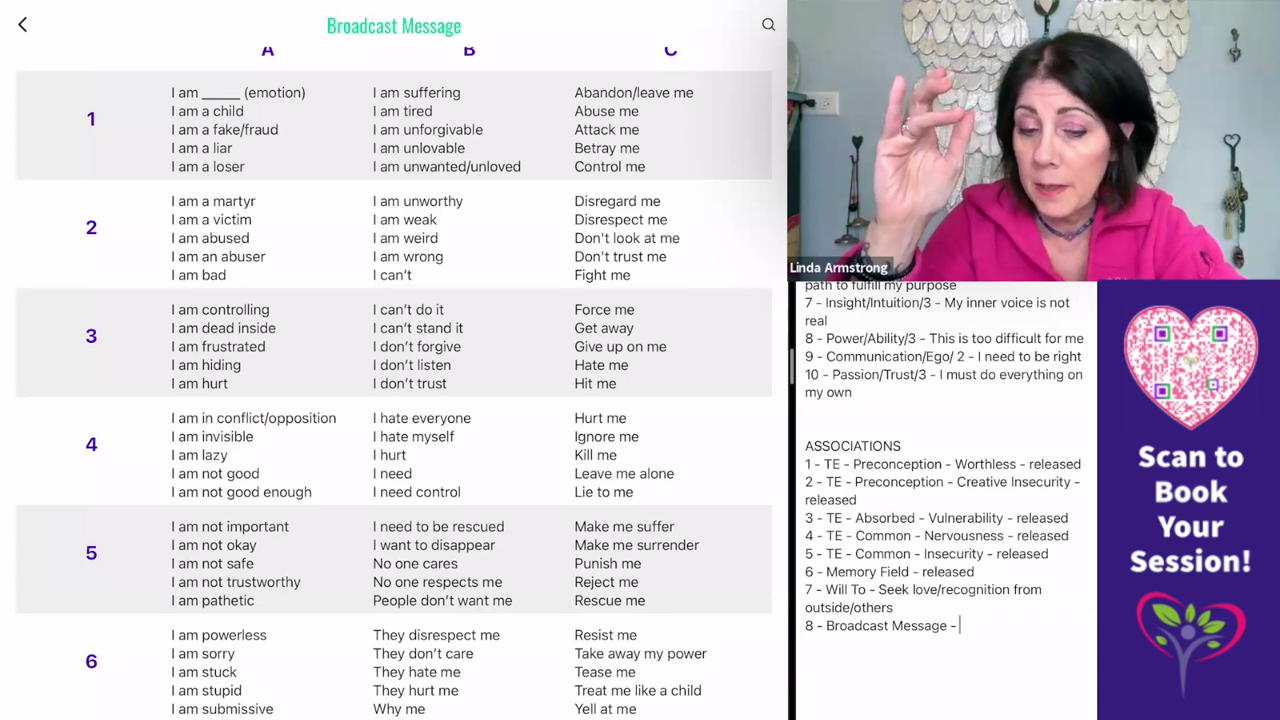 Broadcast Message
A B C
1
I am _____ (emotion) I am suffering Abandon/leave me
I am a child I am tired Abuse me
I am a fake/fraud I am unforgivable Attack me
I am a liar I am unlovable Betray me
I am a loser I am unwanted/unloved Control me
2
I am a martyr I am unworthy Disregard me
I am a victim I am weak Disrespect me
I am abused I am weird Don't look at me
I am an abuser I am wrong Don't trust me
I am bad I can't Fight me
3
I am controlling I can't do it Force me
I am dead inside I can't stand it Get away
I am frustrated I don't forgive Give up on me
I am hiding I don't listen Hate me
I am hurt I don't trust Hit me
4
I am in conflict/opposition I hate everyone Hurt me
I am invisible I hate myself Ignore me
I am lazy I hurt Kill me
I am not good I need Leave me alone
I am not good enough I need control Lie to me
5
I am not important I need to be rescued Make me suffer
I am not okay I want to disappear Make me surrender
I am not safe No one cares Punish me
I am not trustworthy No one respects me Reject me
I am pathetic People don't want me Rescue me
6
I am powerless They disrespect me Resist me
I am sorry They don't care Take away my power
I am stuck They hate me Tease me
I am stupid They hurt me Treat me like a child
I am submissive Why me Yell at me
Linda Armstrong
path to fulfill my purpose
7 - Insight/Intuition/3 - My inner voice is not
real
8 - Power/Ability/3 - This is too difficult for me
9 - Communication/Ego/ 2 - I need to be right
10 - Passion/Trust/3 - I must do everything on
my own
ASSOCIATIONS
1 - TE - Preconception - Worthless - released
2 - TE - Preconception - Creative Insecurity -
released
3 - TE - Absorbed - Vulnerability - released
4 - TE - Common - Nervousness - released
5 - TE - Common - Insecurity - released
6 - Memory Field - released
7 - Will To - Seek love/recognition from
outside/others
8 - Broadcast Message -
Scan to
Book
Your
Session!